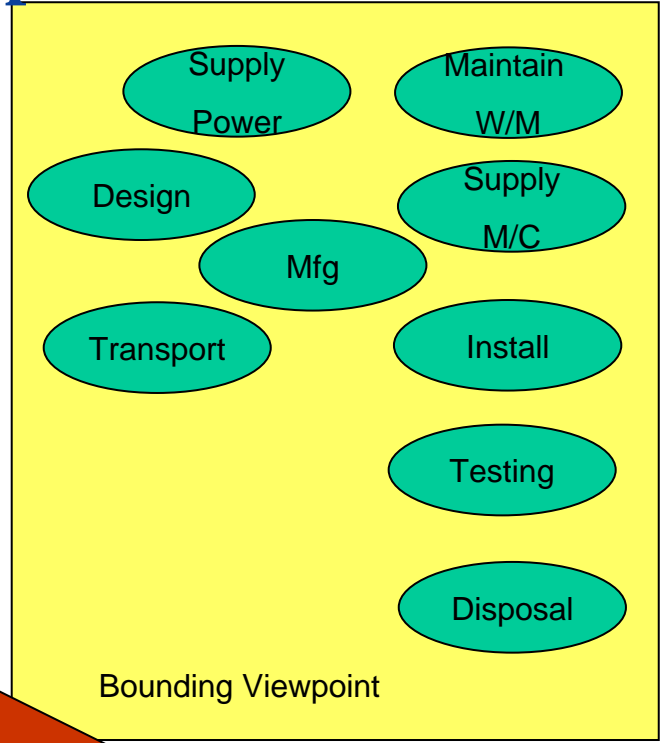 Supply
Power
Maintain
W/M
Design
Supply
M/C
Mfg
Transport
Install
Testing
Disposal
Bounding Viewpoint